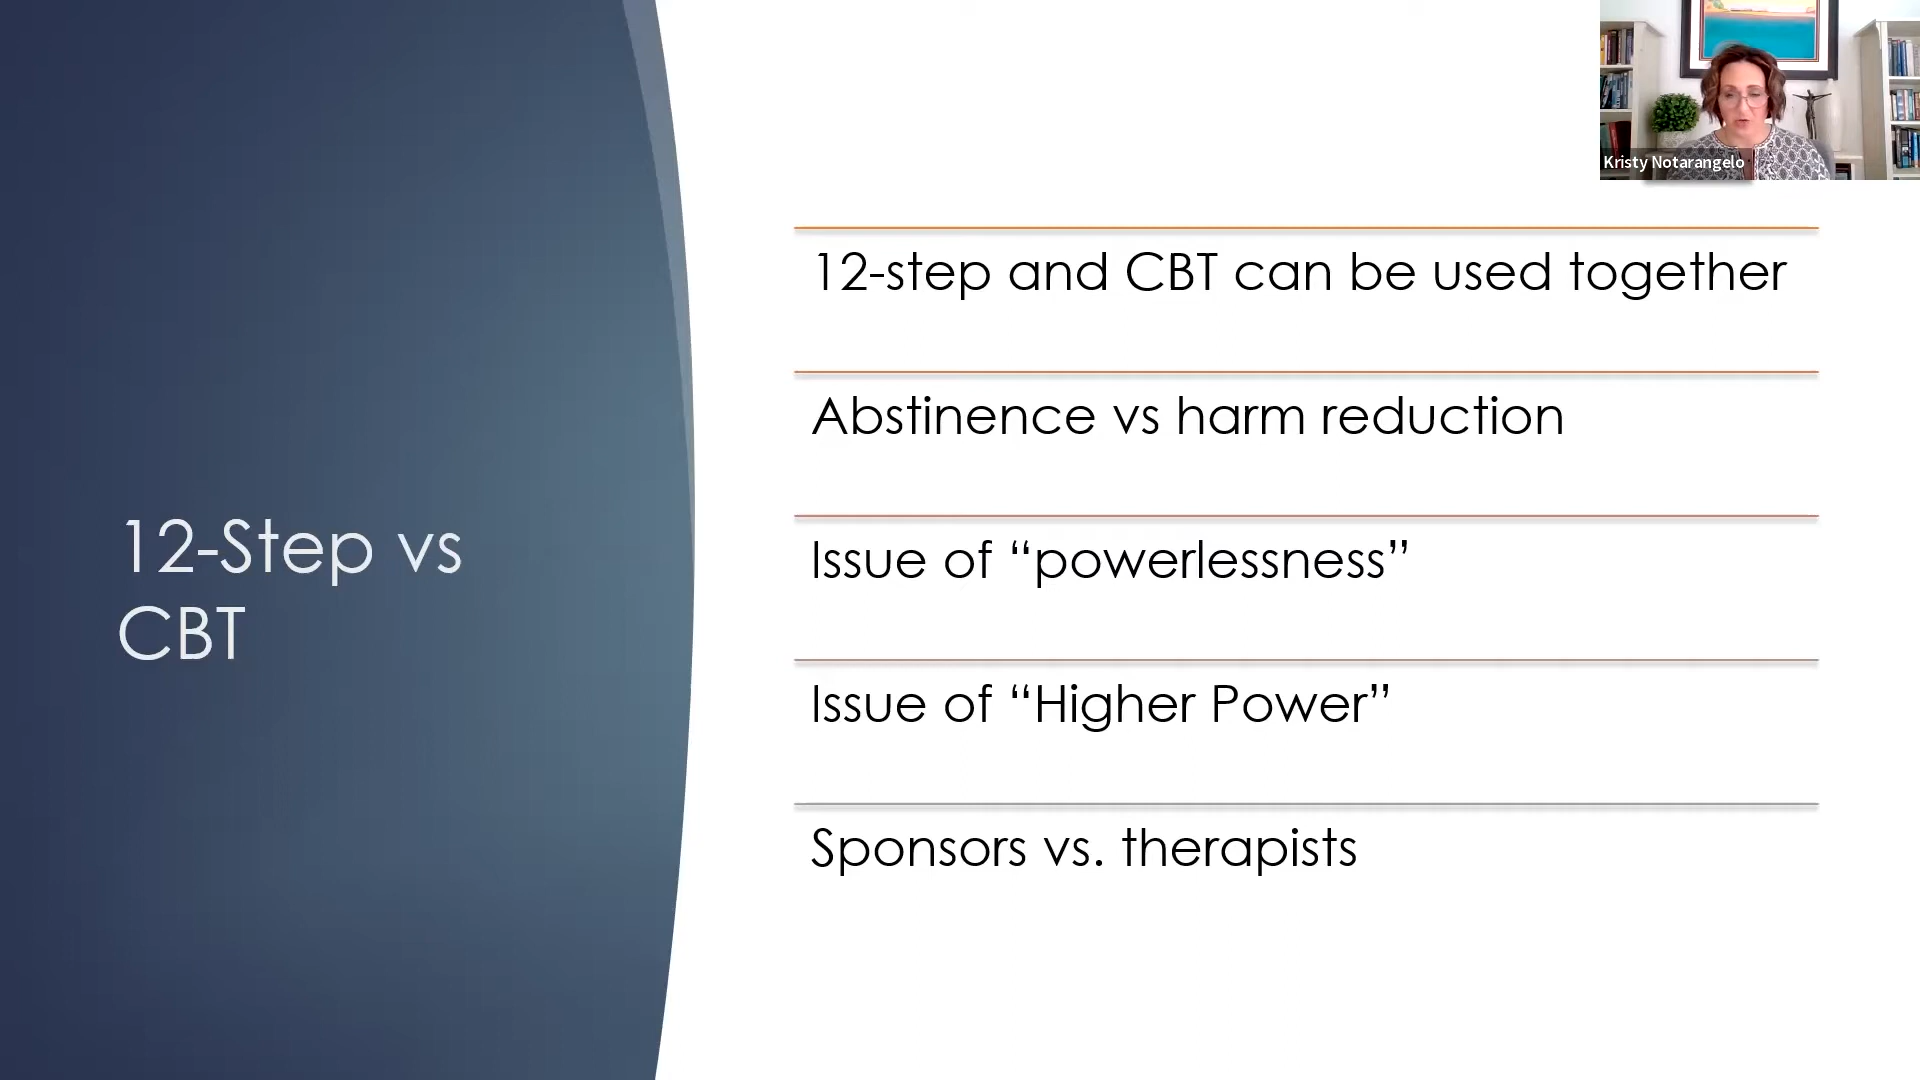 Kristy Notarangelo
12-Step vs
CBT
12-step and CBT can be used together
Abstinence vs harm reduction
Issue of “powerlessness”
Issue of “Higher Power”
Sponsors vs. therapists